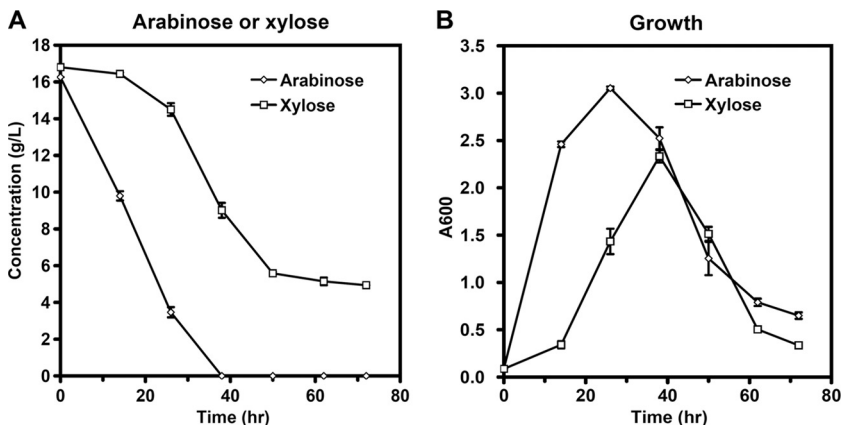 A
Arabinose or xylose
18
16
14
12
10
8
6
4
2
0
Concentration (g/L)
Arabinose
Xylose
0
20
40
60
80
Time (hr)
B
Growth
3.5
3.0
2.5
2.0
1.5
1.0
0.5
0.0
A600
Arabinose
Xylose
0
20
40
60
80
Time (hr)